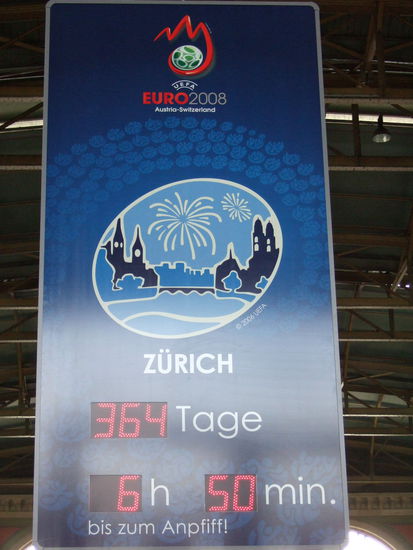 UEFA
EURO2008
Austria-Switzerland
© 2006 UEFA
ZÜRICH
364 Tage
6 h 50 min.
bis zum Anpfiff!